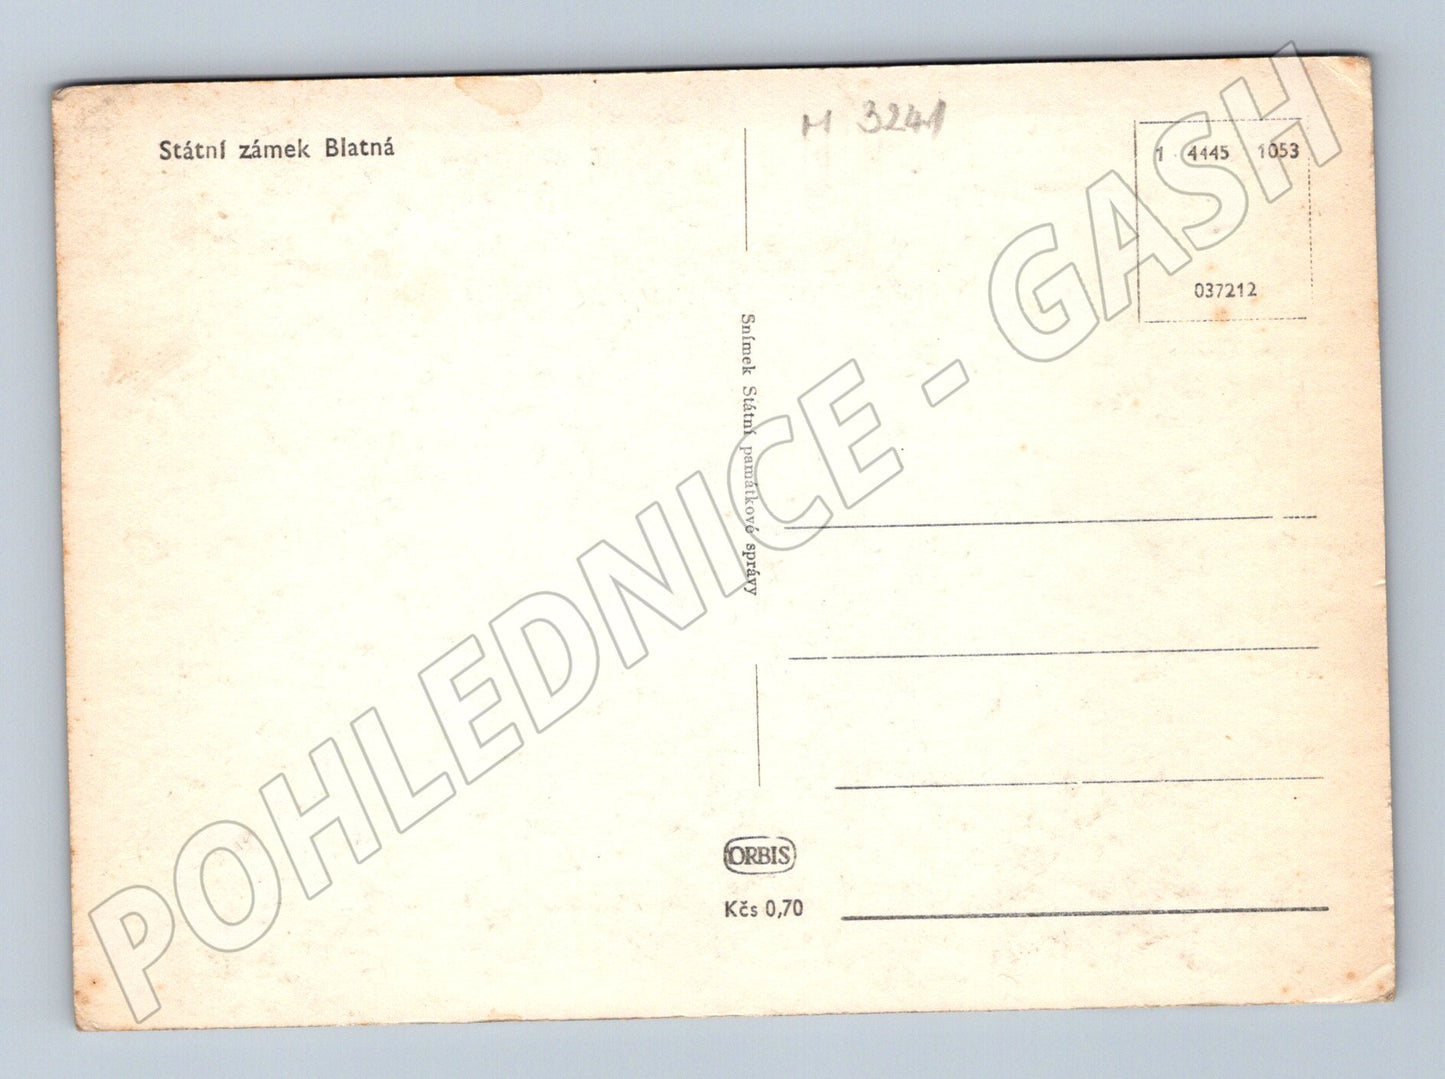 Státní zámek Blatná
M 3241
1 4445 1053
037212
Snímek Státní památkové správy
ORBIS
Kčs 0,70
POHLEDNICE - GASH